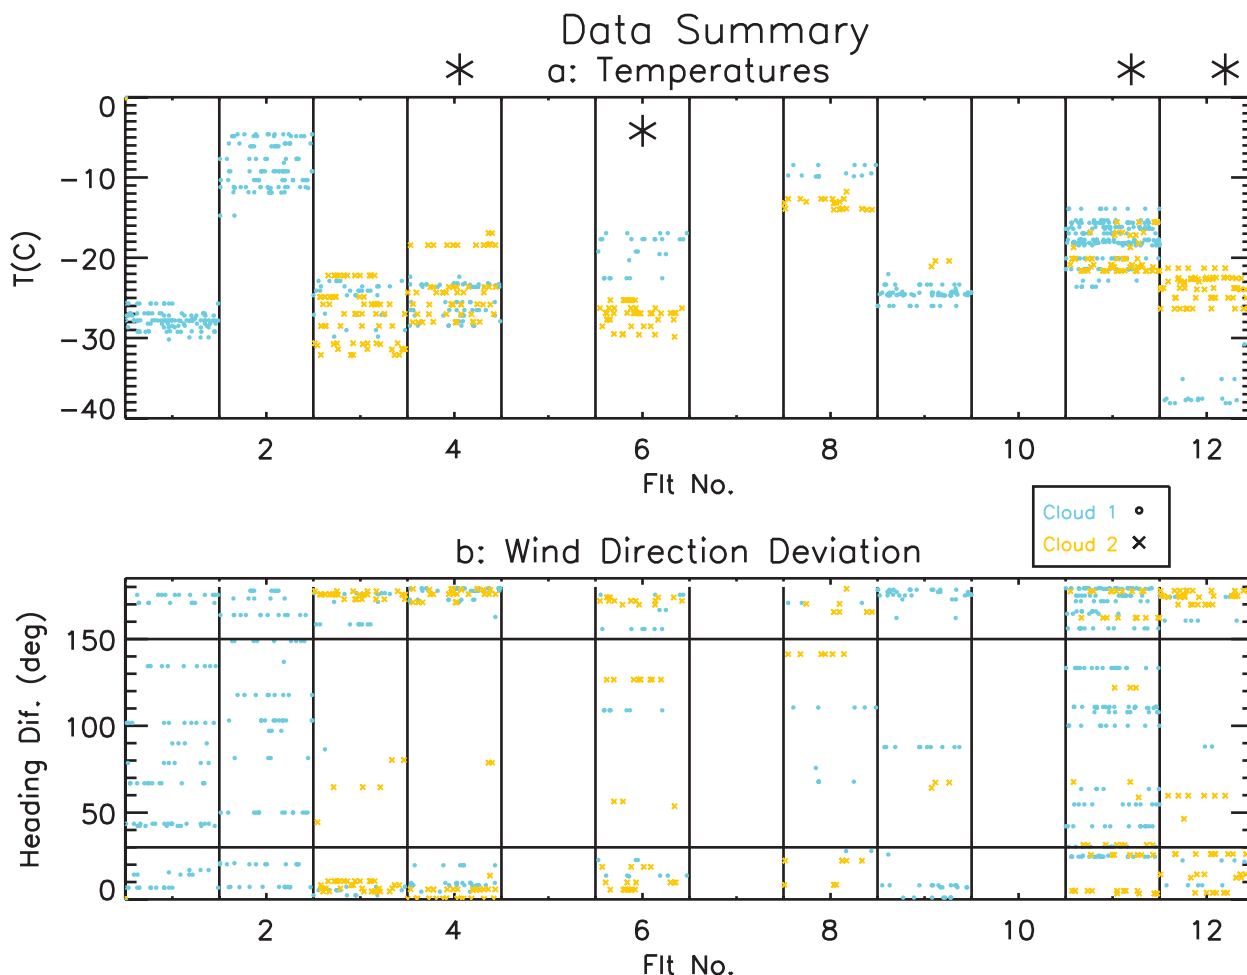 Data Summary
a: Temperatures
0
-10
-20
-30
-40
T(C)
2 4 6 8 10 12
Flt No.
Cloud 1
Cloud 2
b: Wind Direction Deviation
150
100
50
0
Heading Dif. (deg)
2 4 6 8 10 12
Flt No.